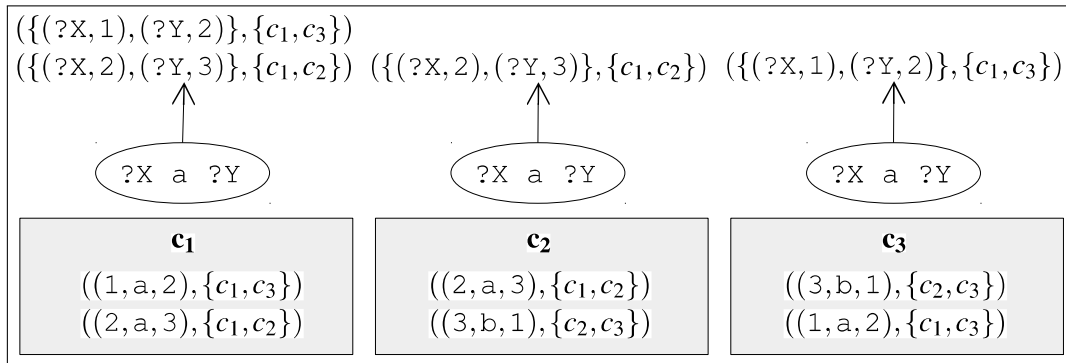 ({(?X,1),(?Y,2)},{c₁,c₃})
({(?X,2),(?Y,3)},{c₁,c₂}) ({(?X,2),(?Y,3)},{c₁,c₂}) ({(?X,1),(?Y,2)},{c₁,c₃})
?X a ?Y ?X a ?Y ?X a ?Y
c₁ c₂ c₃
((1,a,2),{c₁,c₃}) ((2,a,3),{c₁,c₂}) ((3,b,1),{c₂,c₃})
((2,a,3),{c₁,c₂}) ((3,b,1),{c₂,c₃}) ((1,a,2),{c₁,c₃})